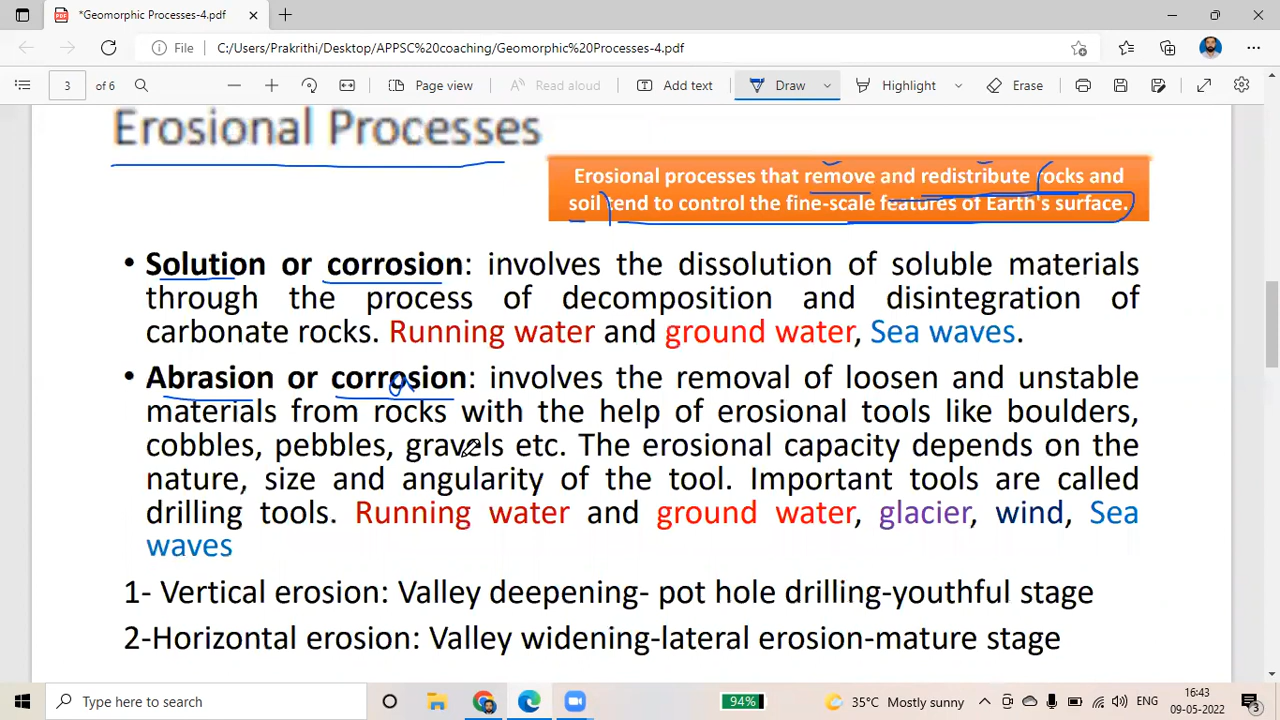 *Geomorphic Processes-4.pdf
File C:/Users/Prakrithi/Desktop/APPSC%20coaching/Geomorphic%20Processes-4.pdf
3 of 6 Page view Read aloud Add text Draw Highlight Erase
Erosional Processes
Erosional processes that remove and redistribute rocks and
soil tend to control the fine-scale features of Earth's surface.
• Solution or corrosion: involves the dissolution of soluble materials
through the process of decomposition and disintegration of
carbonate rocks. Running water and ground water, Sea waves.
• Abrasion or corrosion: involves the removal of loosen and unstable
materials from rocks with the help of erosional tools like boulders,
cobbles, pebbles, gravels etc. The erosional capacity depends on the
nature, size and angularity of the tool. Important tools are called
drilling tools. Running water and ground water, glacier, wind, Sea
waves
1- Vertical erosion: Valley deepening- pot hole drilling-youthful stage
2-Horizontal erosion: Valley widening-lateral erosion-mature stage
Type here to search 94% 35°C Mostly sunny ENG 16:43
09-05-2022 3